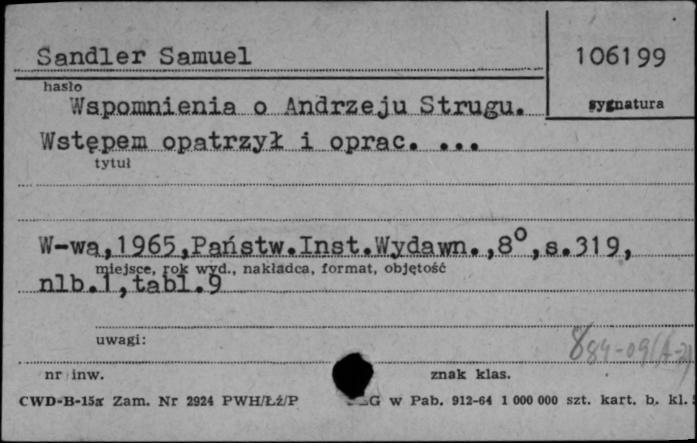 Sandler Samuel
106199
hasło
sygnatura
Wspomnienia o Andrzeju Strugu.
Wstępem opatrzył i oprac. ...
tytuł
W-wa,1965,Państw.Inst.Wydawn.,8°,s.319,
miejsce, rok wyd., nakładca, format, objętość
nlb.1,tabl.9
uwagi:
884-09(A-Z)
nr inw.
znak klas.
CWD-B-15a Zam. Nr 2924 PWH/Łź/P
w Pab. 912-64 1 000 000 szt. kart. b. kl.